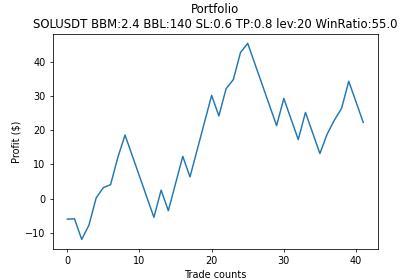 Portfolio
SOLUSDT BBM:2.4 BBL:140 SL:0.6 TP:0.8 lev:20 WinRatio:55.0
40
30
20
10
0
−10
Profit ($)
0
10
20
30
40
Trade counts